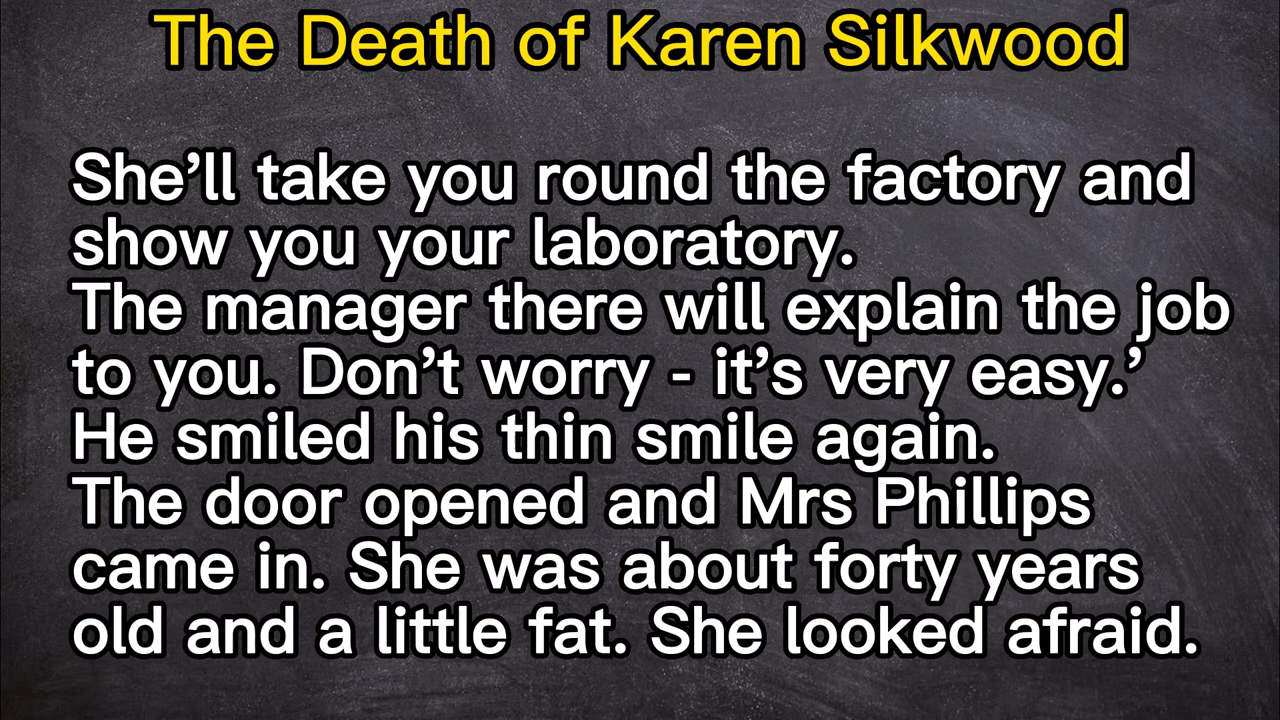 The Death of Karen Silkwood
She’ll take you round the factory and
show you your laboratory.
The manager there will explain the job
to you. Don’t worry - it’s very easy.’
He smiled his thin smile again.
The door opened and Mrs Phillips
came in. She was about forty years
old and a little fat. She looked afraid.